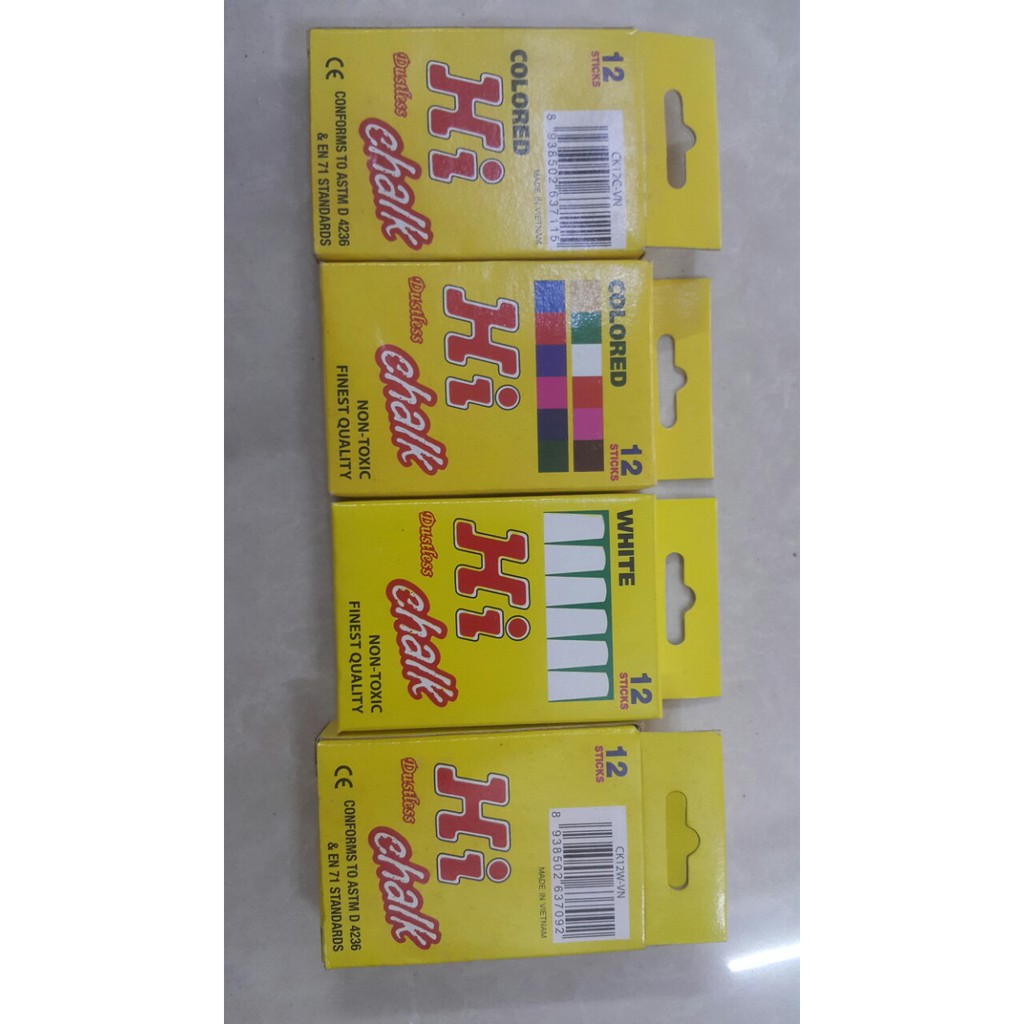 12
STICKS
CK12C-VN
8 938502 637115
MADE IN VIETNAM
COLORED
Hi
Dustless
chalk
CE CONFORMS TO ASTM D 4236
& EN 71 STANDARDS
COLORED
12
STICKS
Hi
Dustless
chalk
NON-TOXIC
FINEST QUALITY
WHITE
12
STICKS
Hi
Dustless
chalk
NON-TOXIC
FINEST QUALITY
12
STICKS
CK12W-VN
8 938502 637092
MADE IN VIETNAM
Hi
Dustless
chalk
CE CONFORMS TO ASTM D 4236
& EN 71 STANDARDS